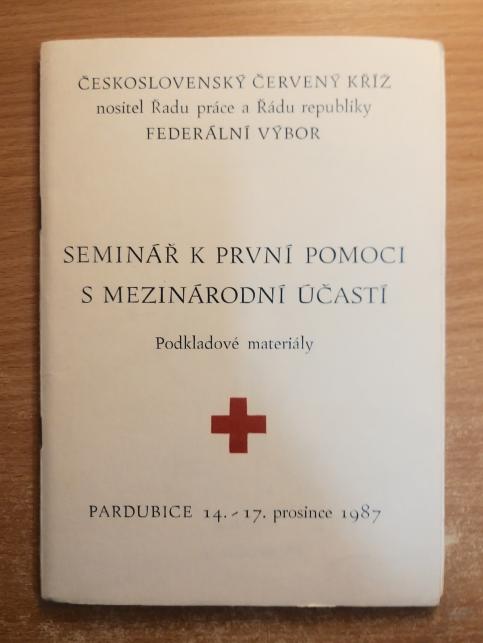 ČESKOSLOVENSKÝ ČERVENÝ KŘÍŽ
nositel Řadu práce a Řádu republiky
FEDERÁLNÍ VÝBOR
SEMINÁŘ K PRVNÍ POMOCI
S MEZINÁRODNÍ ÚČASTÍ
Podkladové materiály
PARDUBICE 14.-17. prosince 1987